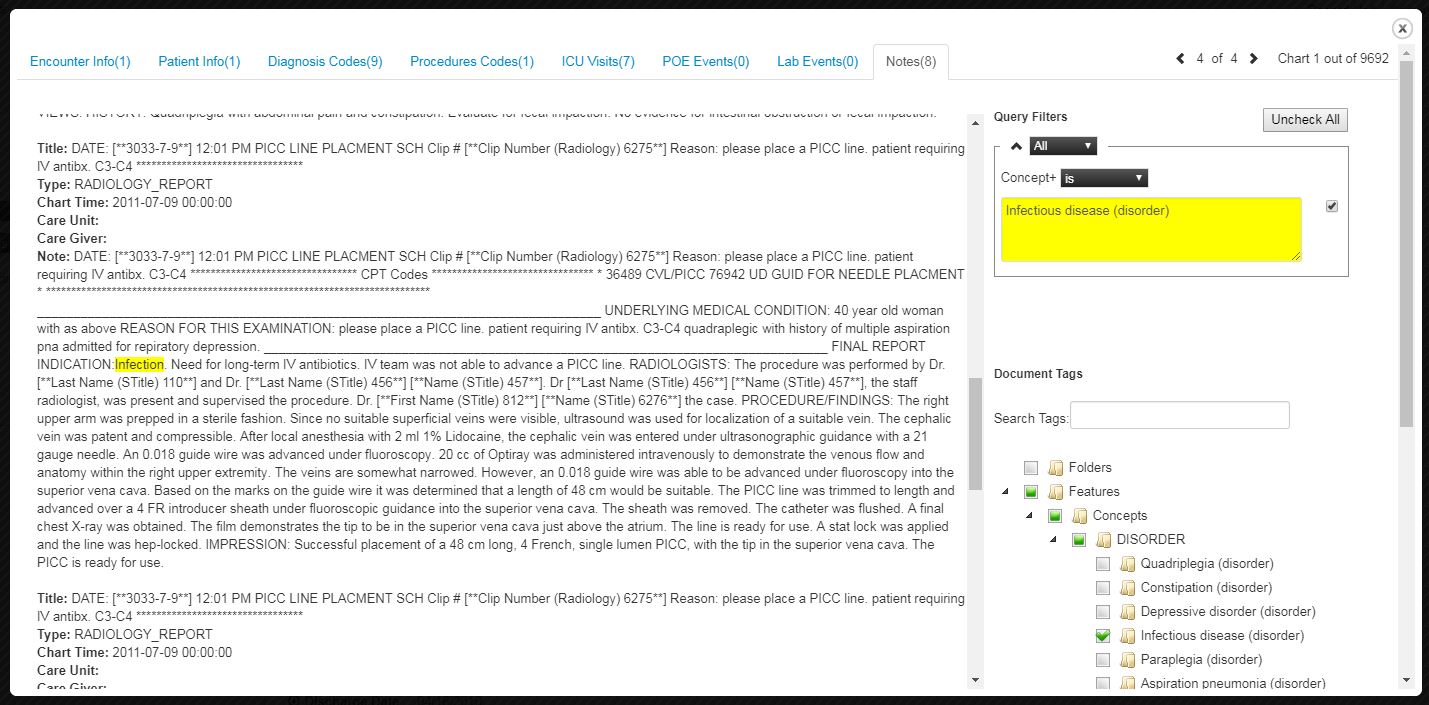 Encounter Info(1) Patient Info(1) Diagnosis Codes(9) Procedures Codes(1) ICU Visits(7) POE Events(0) Lab Events(0) Notes(8) 4 of 4 Chart 1 out of 9692
VIEWS: HISTORY: Quadriplegia with abdominal pain and constipation. Evaluate for fecal impaction. No evidence for intestinal obstruction or fecal impaction.
Title: DATE: [**3033-7-9**] 12:01 PM PICC LINE PLACMENT SCH Clip # [**Clip Number (Radiology) 6275**] Reason: please place a PICC line. patient requiring
IV antibx. C3-C4 *********************************
Type: RADIOLOGY_REPORT
Chart Time: 2011-07-09 00:00:00
Care Unit:
Care Giver:
Note: DATE: [**3033-7-9**] 12:01 PM PICC LINE PLACMENT SCH Clip # [**Clip Number (Radiology) 6275**] Reason: please place a PICC line. patient
requiring IV antibx. C3-C4 ********************************* CPT Codes ******************************** * 36489 CVL/PICC 76942 UD GUID FOR NEEDLE PLACMENT
* ****************************************************************************
______________________________________________________________________________ UNDERLYING MEDICAL CONDITION: 40 year old woman
with as above REASON FOR THIS EXAMINATION: please place a PICC line. patient requiring IV antibx. C3-C4 quadraplegic with history of multiple aspiration
pna admitted for repiratory depression. ______________________________________________________________________________ FINAL REPORT
INDICATION:Infection. Need for long-term IV antibiotics. IV team was not able to advance a PICC line. RADIOLOGISTS: The procedure was performed by Dr.
[**Last Name (STitle) 110**] and Dr. [**Last Name (STitle) 456**] [**Name (STitle) 457**]. Dr [**Last Name (STitle) 456**] [**Name (STitle) 457**], the staff
radiologist, was present and supervised the procedure. Dr. [**First Name (STitle) 812**] [**Name (STitle) 6276**] the case. PROCEDURE/FINDINGS: The right
upper arm was prepped in a sterile fashion. Since no suitable superficial veins were visible, ultrasound was used for localization of a suitable vein. The cephalic
vein was patent and compressible. After local anesthesia with 2 ml 1% Lidocaine, the cephalic vein was entered under ultrasonographic guidance with a 21
gauge needle. An 0.018 guide wire was advanced under fluoroscopy. 20 cc of Optiray was administered intravenously to demonstrate the venous flow and
anatomy within the right upper extremity. The veins are somewhat narrowed. However, an 0.018 guide wire was able to be advanced under fluoroscopy into the
superior vena cava. Based on the marks on the guide wire it was determined that a length of 48 cm would be suitable. The PICC line was trimmed to length and
advanced over a 4 FR introducer sheath under fluoroscopic guidance into the superior vena cava. The sheath was removed. The catheter was flushed. A final
chest X-ray was obtained. The film demonstrates the tip to be in the superior vena cava just above the atrium. The line is ready for use. A stat lock was applied
and the line was hep-locked. IMPRESSION: Successful placement of a 48 cm long, 4 French, single lumen PICC, with the tip in the superior vena cava. The
PICC is ready for use.
Title: DATE: [**3033-7-9**] 12:01 PM PICC LINE PLACMENT SCH Clip # [**Clip Number (Radiology) 6275**] Reason: please place a PICC line. patient requiring
IV antibx. C3-C4 *********************************
Type: RADIOLOGY_REPORT
Chart Time: 2011-07-09 00:00:00
Care Unit:
Care Giver:
Query Filters Uncheck All
All
Concept+ is
Infectious disease (disorder)
Document Tags
Search Tags:
Folders
Features
Concepts
DISORDER
Quadriplegia (disorder)
Constipation (disorder)
Depressive disorder (disorder)
Infectious disease (disorder)
Paraplegia (disorder)
Aspiration pneumonia (disorder)